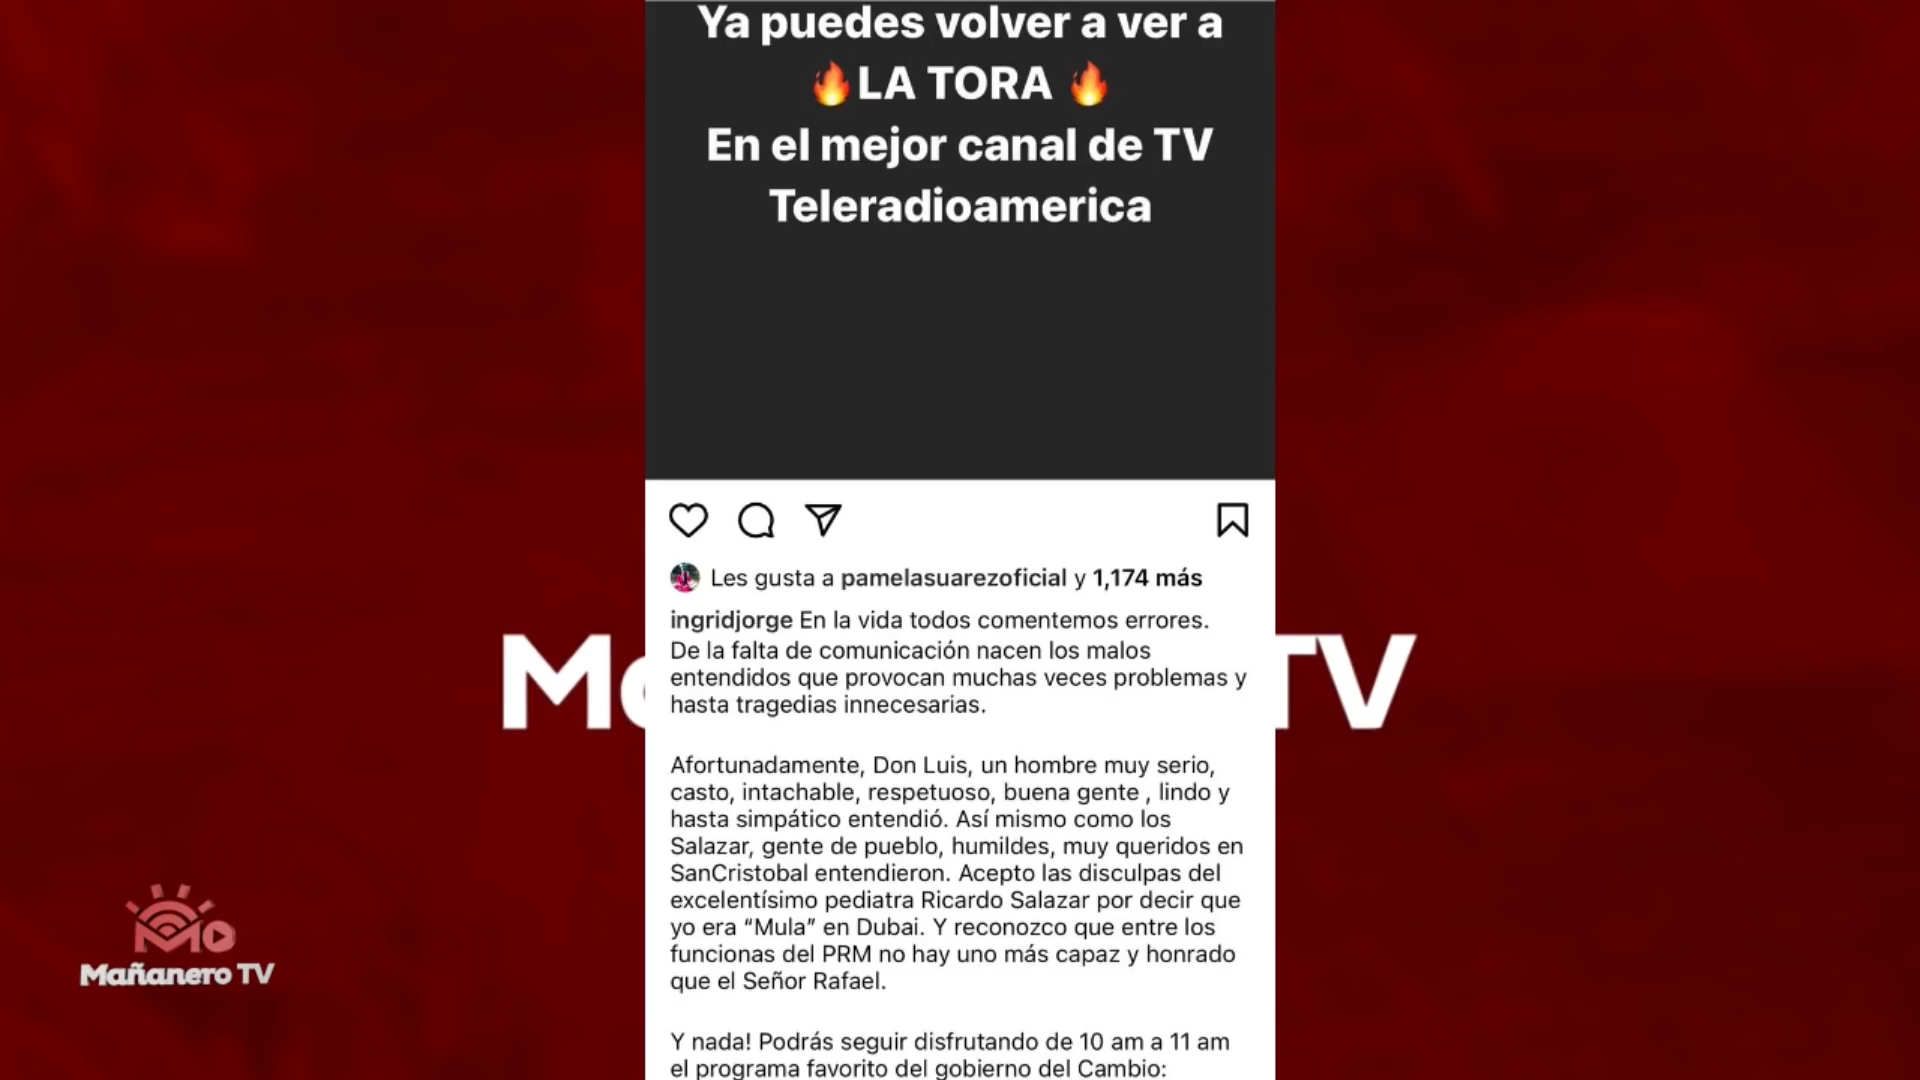 Ya puedes volver a ver a
🔥LA TORA 🔥
En el mejor canal de TV
Teleradioamerica
Les gusta a pamelasuarezoficial y 1,174 más
ingridjorge En la vida todos comentemos errores.
De la falta de comunicación nacen los malos
entendidos que provocan muchas veces problemas y
hasta tragedias innecesarias.
Afortunadamente, Don Luis, un hombre muy serio,
casto, intachable, respetuoso, buena gente , lindo y
hasta simpático entendió. Así mismo como los
Salazar, gente de pueblo, humildes, muy queridos en
SanCristobal entendieron. Acepto las disculpas del
excelentísimo pediatra Ricardo Salazar por decir que
yo era “Mula” en Dubai. Y reconozco que entre los
funcionas del PRM no hay uno más capaz y honrado
que el Señor Rafael.
Y nada! Podrás seguir disfrutando de 10 am a 11 am
el programa favorito del gobierno del Cambio:
TV
Mañanero TV